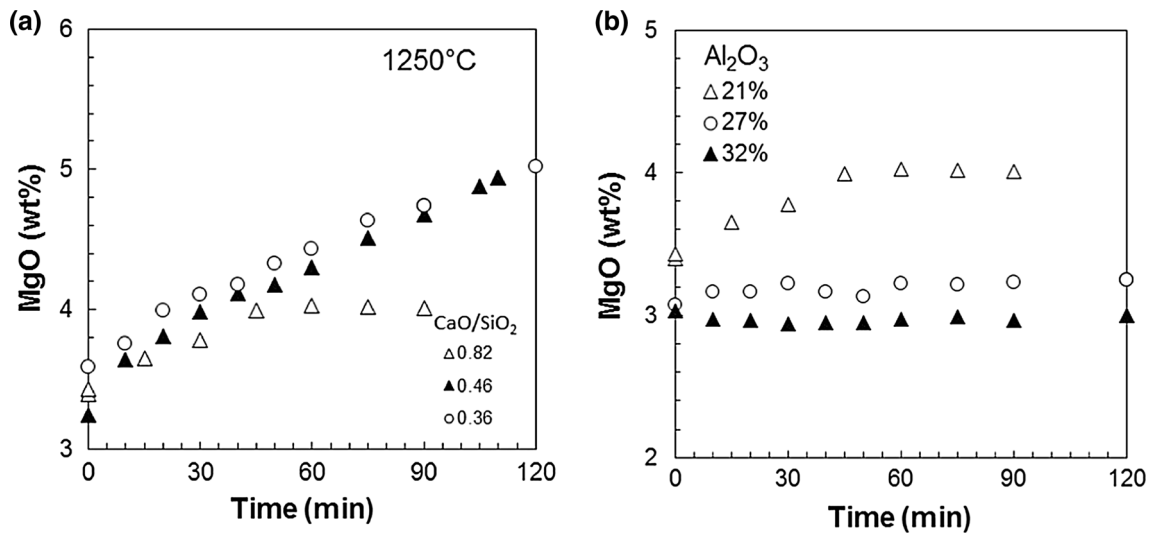 (a)
6
5
4
3
MgO (wt%)
1250°C
CaO/SiO₂
0.82
0.46
0.36
0 30 60 90 120
Time (min)
(b)
5
4
3
2
MgO (wt%)
Al₂O₃
21%
27%
32%
0 30 60 90 120
Time (min)